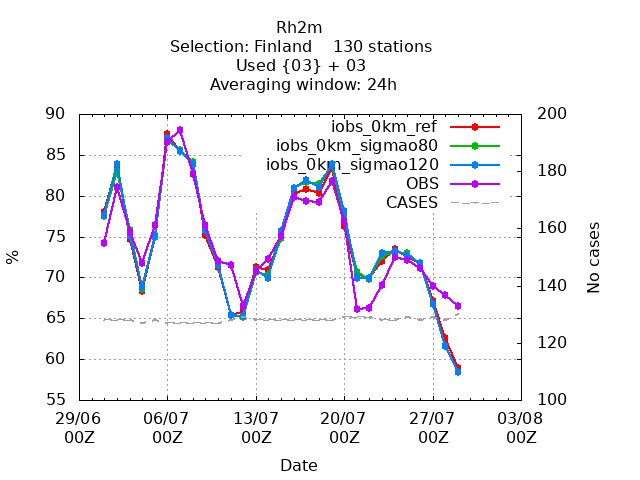 Rh2m
Selection: Finland 130 stations
Used {03} + 03
Averaging window: 24h
iobs_0km_ref
iobs_0km_sigmao80
iobs_0km_sigmao120
OBS
CASES
90
85
80
75
70
65
60
55
%
200
180
160
140
120
100
No cases
29/06 06/07 13/07 20/07 27/07 03/08
00Z 00Z 00Z 00Z 00Z 00Z
Date